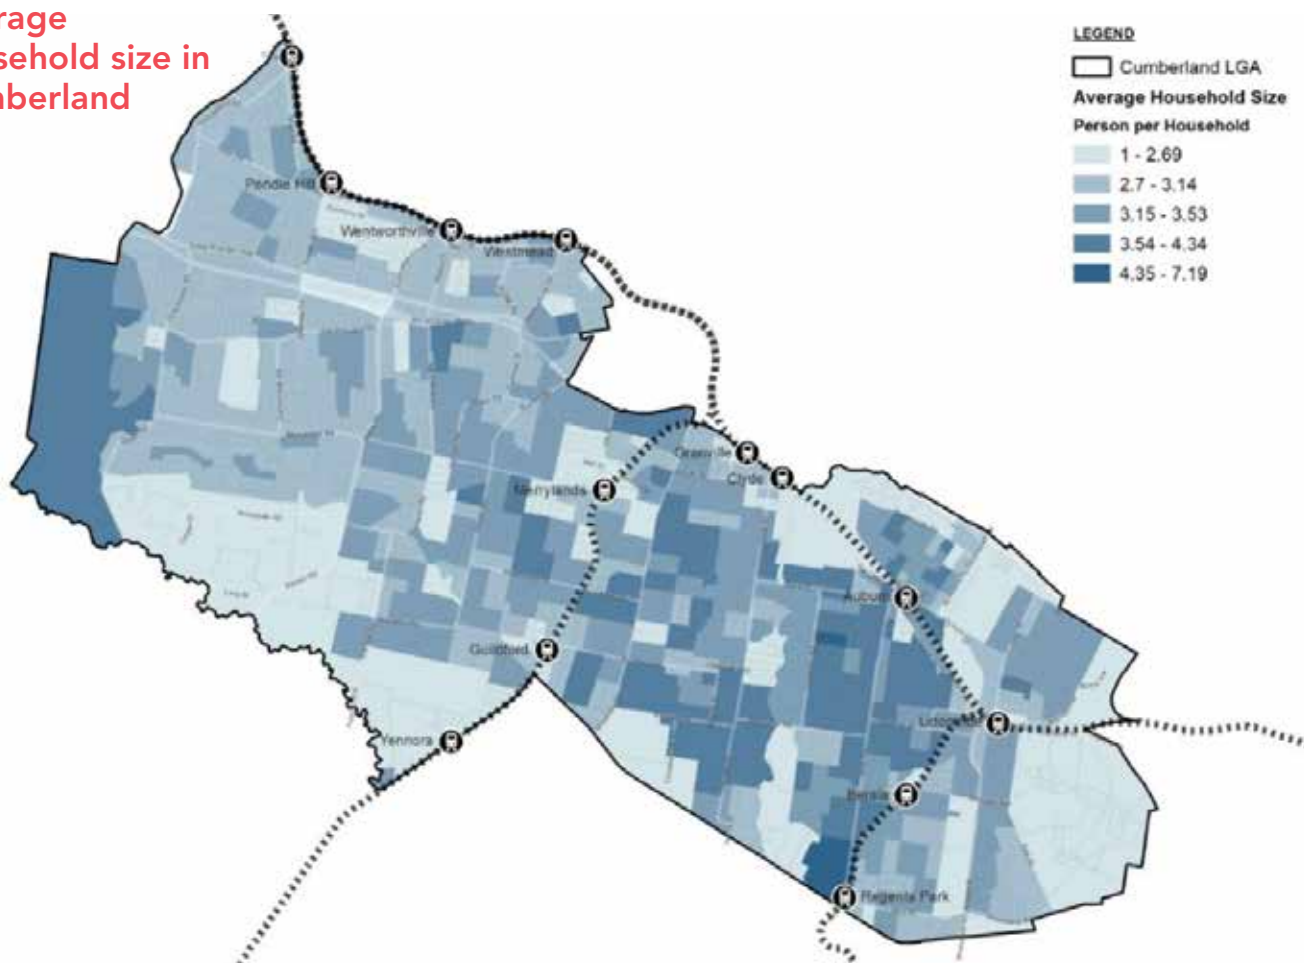 rage
sehold size in
nberland
LEGEND
Cumberland LGA
Average Household Size
Person per Household
1 - 2.69
2.7 - 3.14
3.15 - 3.53
3.54 - 4.34
4.35 - 7.19
Pendle Hill
Wentworthville
Westmead
Granville
Clyde
Merrylands
Auburn
Guildford
Lidcombe
Yennora
Berala
Regents Park